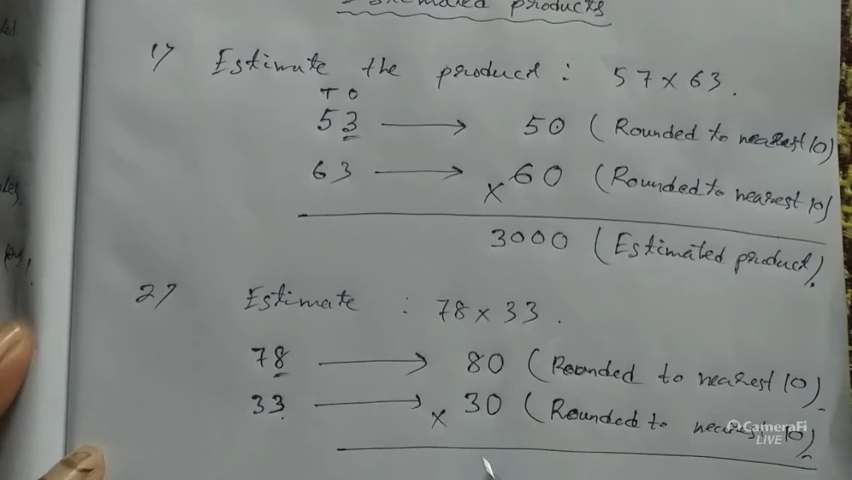 Estimated products
1) Estimate the product : 57 x 63 .
T O
53 → 50 ( Rounded to nearest 10)
63 → x 60 (Rounded to nearest 10)
3000 (Estimated product).
2) Estimate : 78 x 33 .
78 → 80 (Rounded to nearest 10).
33 → x 30 (Rounded to nearest 10).
CameraFi
LIVE